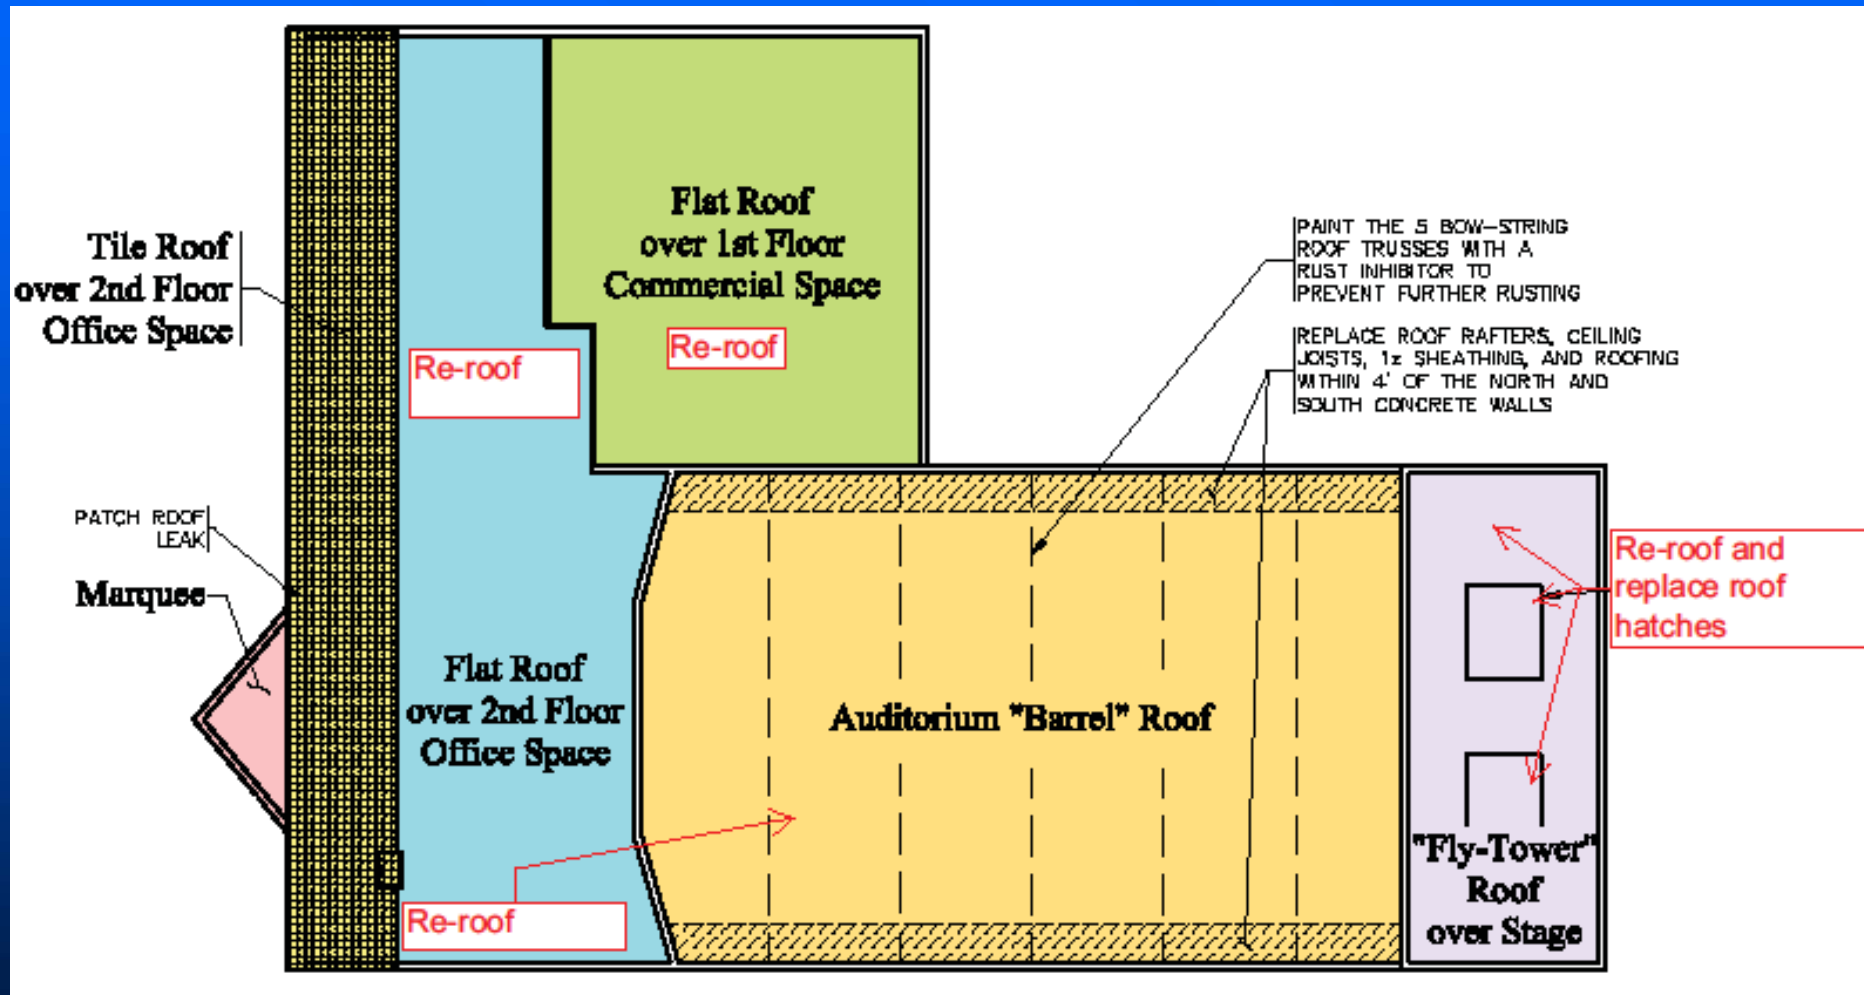 Tile Roof
over 2nd Floor
Office Space
Flat Roof
over 1st Floor
Commercial Space
Re-roof
Re-roof
PAINT THE 5 BOW-STRING
ROOF TRUSSES WITH A
RUST INHIBITOR TO
PREVENT FURTHER RUSTING
REPLACE ROOF RAFTERS, CEILING
JOISTS, 1x SHEATHING, AND ROOFING
WITHIN 4' OF THE NORTH AND
SOUTH CONCRETE WALLS
PATCH ROOF
LEAK
Marquee
Flat Roof
over 2nd Floor
Office Space
Auditorium "Barrel" Roof
Re-roof and
replace roof
hatches
"Fly-Tower"
Roof
over Stage
Re-roof